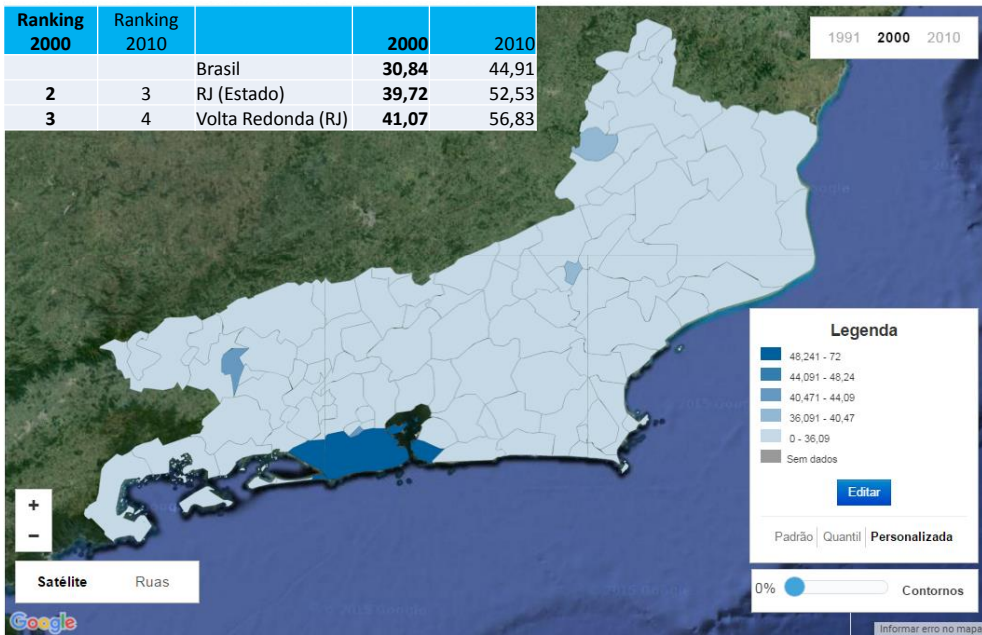 Ranking 2000 Ranking 2010 2000 2010
Brasil 30,84 44,91
2 3 RJ (Estado) 39,72 52,53
3 4 Volta Redonda (RJ) 41,07 56,83
1991 2000 2010
Legenda
48,241 - 72
44,091 - 48,24
40,471 - 44,09
36,091 - 40,47
0 - 36,09
Sem dados
Editar
Padrão Quantil Personalizada
+
−
0% Contornos
Satélite Ruas
Google
Informar erro no mapa